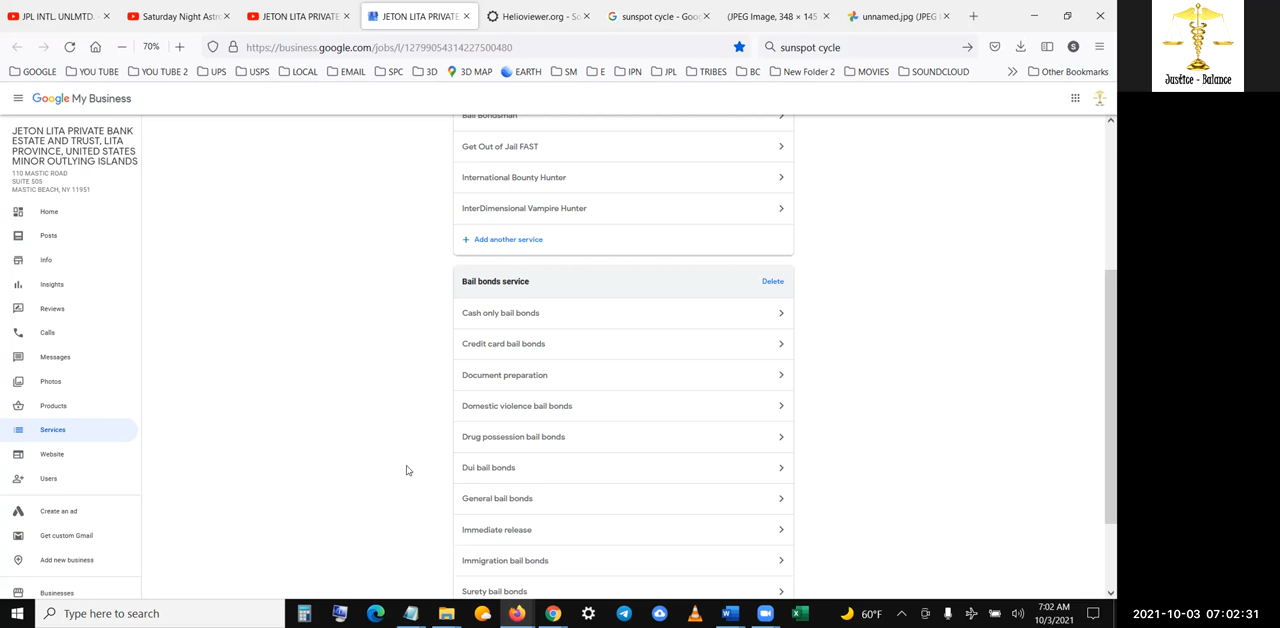 JPL INTL. UNLMTD. -
Saturday Night Astro
JETON LITA PRIVATE
JETON LITA PRIVATE
Helioviewer.org - So
sunspot cycle - Goo
(JPEG Image, 348 × 145
unnamed.jpg (JPEG I
70%
https://business.google.com/jobs/l/12799054314227500480
sunspot cycle
GOOGLE YOU TUBE YOU TUBE 2 UPS USPS LOCAL EMAIL SPC 3D 3D MAP EARTH SM E IPN JPL TRIBES BC New Folder 2 MOVIES SOUNDCLOUD Other Bookmarks
Justice - Balance
Google My Business
JETON LITA PRIVATE BANK
ESTATE AND TRUST, LITA
PROVINCE, UNITED STATES
MINOR OUTLYING ISLANDS
110 MASTIC ROAD
SUITE 505
MASTIC BEACH, NY 11951
Home
Posts
Info
Insights
Reviews
Calls
Messages
Photos
Products
Services
Website
Users
Create an ad
Get custom Gmail
Add new business
Businesses
Bail Bondsman
Get Out of Jail FAST
International Bounty Hunter
InterDimensional Vampire Hunter
+ Add another service
Bail bonds service Delete
Cash only bail bonds
Credit card bail bonds
Document preparation
Domestic violence bail bonds
Drug possession bail bonds
Dui bail bonds
General bail bonds
Immediate release
Immigration bail bonds
Surety bail bonds
Type here to search
60°F
7:02 AM
10/3/2021
2021-10-03 07:02:31